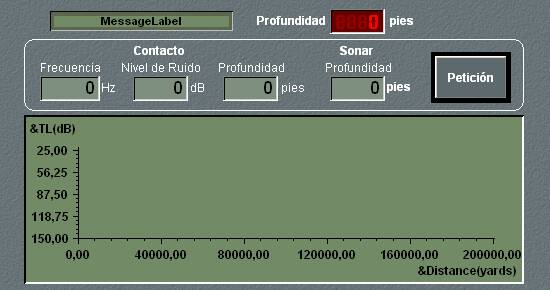 MessageLabel Profundidad 0 pies
Contacto Sonar
Frecuencia Nivel de Ruido Profundidad Profundidad
0 Hz 0 dB 0 pies 0 pies
Petición
&TL(dB)
25,00
56,25
87,50
118,75
150,00
0,00 40000,00 80000,00 120000,00 160000,00 200000,00
&Distance(yards)